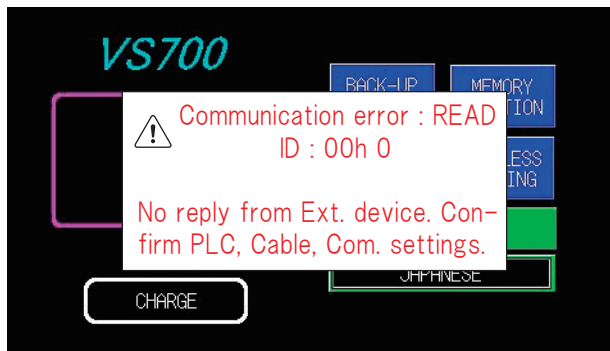 VS700
BACK-UP
MEMORY
TION
LESS
ING
Communication error : READ
ID : 00h 0
No reply from Ext. device. Con-
firm PLC, Cable, Com. settings.
JAPANESE
CHARGE